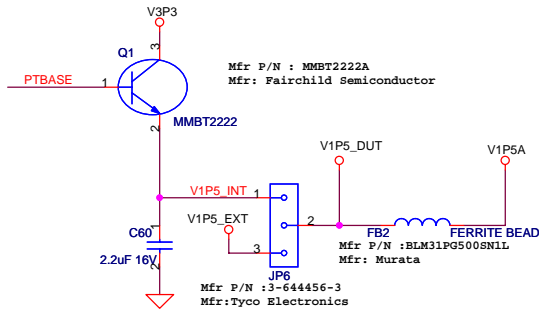 V3P3
Q1
3
Mfr P/N : MMBT2222A
Mfr: Fairchild Semiconductor
PTBASE
1
MMBT2222
2
V1P5_DUT
V1P5A
V1P5_INT
1
V1P5_EXT
2
1
C60
FB2
FERRITE BEAD
2.2uF 16V
3
Mfr P/N :BLM31PG500SN1L
Mfr: Murata
2
JP6
Mfr P/N :3-644456-3
Mfr:Tyco Electronics